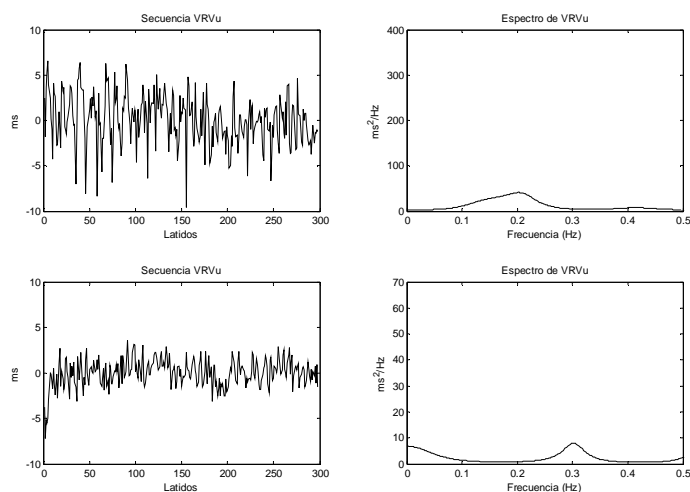 Secuencia VRVu
10
5
0
-5
-10
ms
0 50 100 150 200 250 300
Latidos
Espectro de VRVu
400
300
200
100
0
ms²/Hz
0 0.1 0.2 0.3 0.4 0.5
Frecuencia (Hz)
Secuencia VRVu
10
5
0
-5
-10
ms
0 50 100 150 200 250 300
Latidos
Espectro de VRVu
70
60
50
40
30
20
10
0
ms²/Hz
0 0.1 0.2 0.3 0.4 0.5
Frecuencia (Hz)